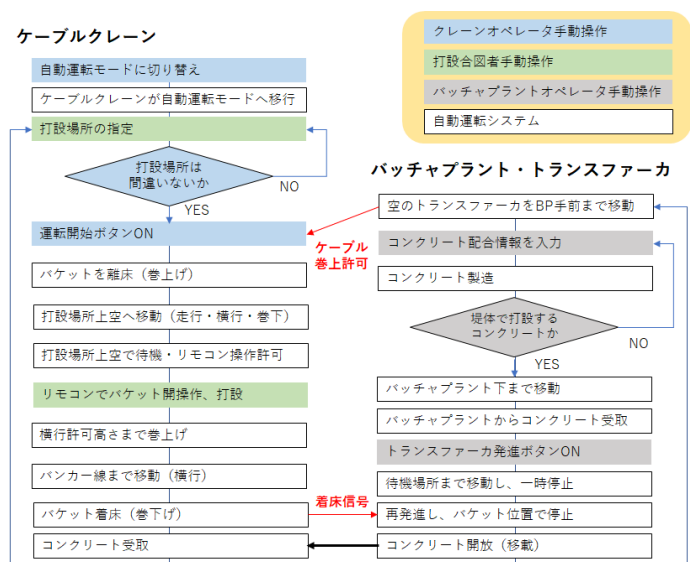 ケーブルクレーン
クレーンオペレータ手動操作
打設合図者手動操作
バッチャプラントオペレータ手動操作
自動運転システム
自動運転モードに切り替え
ケーブルクレーンが自動運転モードへ移行
打設場所の指定
打設場所は
間違いないか
NO
YES
運転開始ボタンON
バケットを離床（巻上げ）
打設場所上空へ移動（走行・横行・巻下）
打設場所上空で待機・リモコン操作許可
リモコンでバケット開操作、打設
横行許可高さまで巻上げ
バンカー線まで移動（横行）
バケット着床（巻下げ）
コンクリート受取
ケーブル
巻上許可
着床信号
バッチャプラント・トランスファーカ
空のトランスファーカをBP手前まで移動
コンクリート配合情報を入力
コンクリート製造
堤体で打設する
コンクリートか
NO
YES
バッチャプラント下まで移動
バッチャプラントからコンクリート受取
トランスファーカ発進ボタンON
待機場所まで移動し、一時停止
再発進し、バケット位置で停止
コンクリート開放（移載）